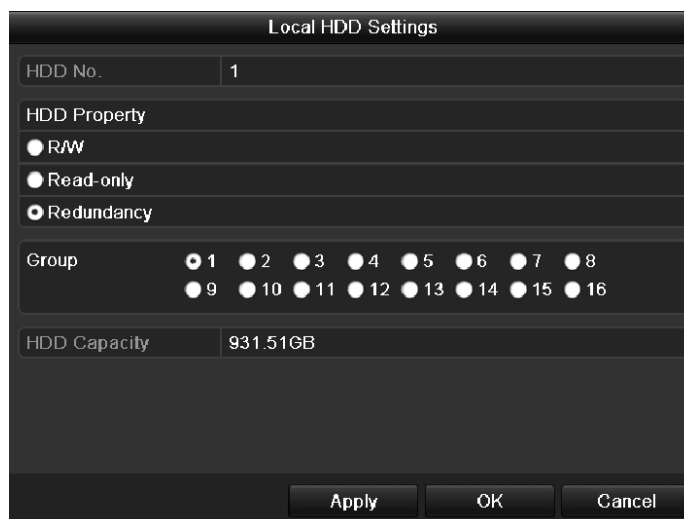 Local HDD Settings
HDD No. 1
HDD Property
R/W
Read-only
Redundancy
Group 1 2 3 4 5 6 7 8
9 10 11 12 13 14 15 16
HDD Capacity 931.51GB
Apply OK Cancel